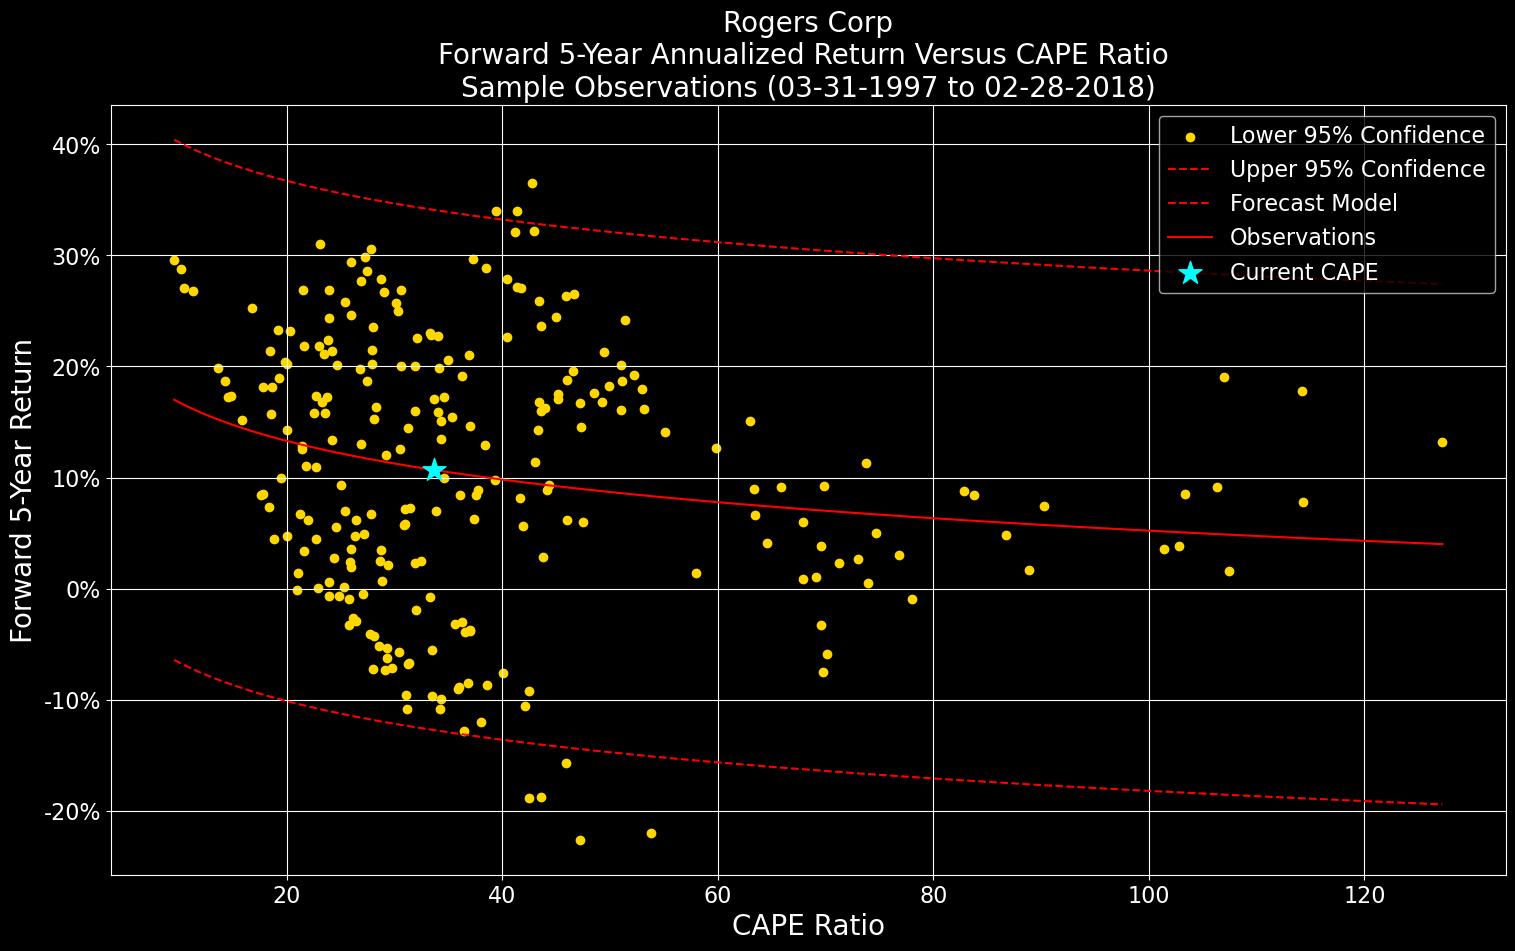 Rogers Corp
Forward 5-Year Annualized Return Versus CAPE Ratio
Sample Observations (03-31-1997 to 02-28-2018)
Lower 95% Confidence
Upper 95% Confidence
Forecast Model
Observations
Current CAPE
Forward 5-Year Return
40%
30%
20%
10%
0%
-10%
-20%
20 40 60 80 100 120
CAPE Ratio